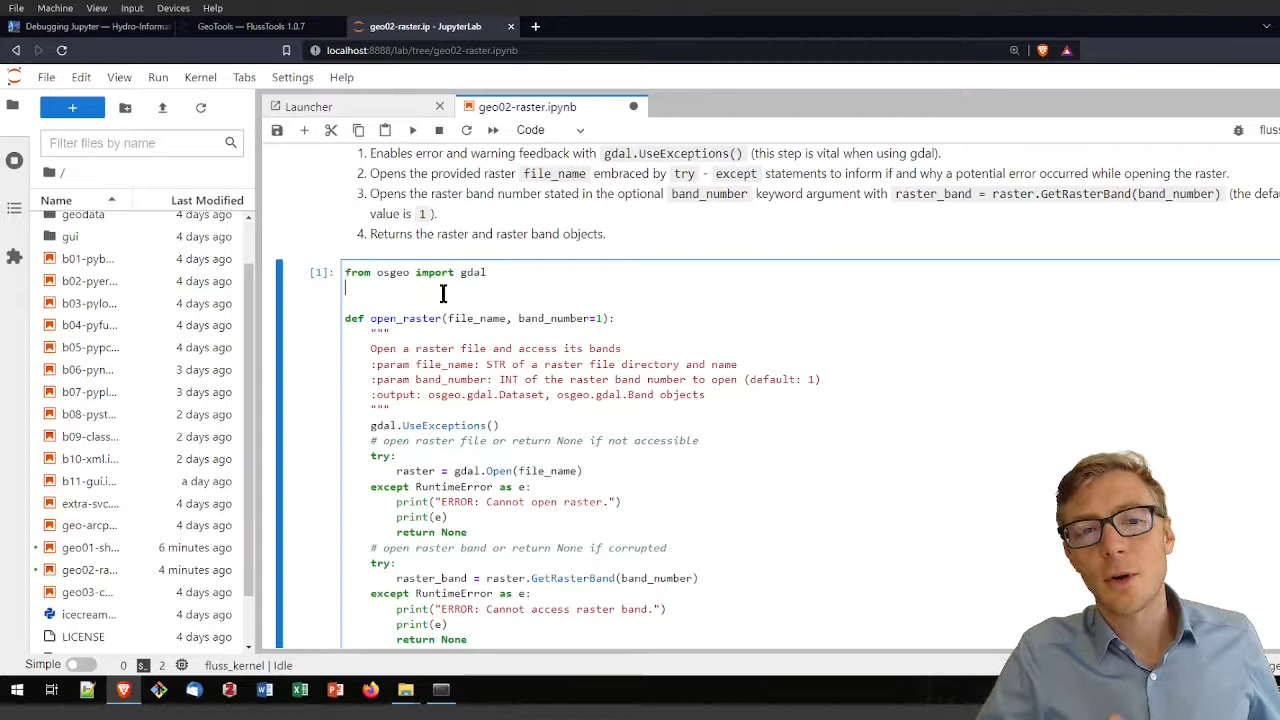 File Machine View Input Devices Help
Debugging Jupyter — Hydro-Informa
GeoTools — FlussTools 1.0.7
geo02-raster.ip - JupyterLab
localhost:8888/lab/tree/geo02-raster.ipynb
File Edit View Run Kernel Tabs Settings Help
Launcher
geo02-raster.ipynb
Code
fluss
Filter files by name
/
Name Last Modified
geodata 4 days ago
gui 4 days ago
b01-pyb... 4 days ago
b02-pyer... 4 days ago
b03-pylo... 4 days ago
b04-pyfu... 4 days ago
b05-pypc... 4 days ago
b06-pyn... 3 days ago
b07-pypl... 3 days ago
b08-pyst... 2 days ago
b09-class... 2 days ago
b10-xml.i... 2 days ago
b11-gui.i... a day ago
extra-svc... 4 days ago
geo-arcp... 4 days ago
geo01-sh... 6 minutes ago
geo02-ra... 4 minutes ago
geo03-c... 4 days ago
icecream... 4 days ago
LICENSE 4 days ago
1. Enables error and warning feedback with gdal.UseExceptions() (this step is vital when using gdal).
2. Opens the provided raster file_name embraced by try - except statements to inform if and why a potential error occurred while opening the raster.
3. Opens the raster band number stated in the optional band_number keyword argument with raster_band = raster.GetRasterBand(band_number) (the defa
value is 1 ).
4. Returns the raster and raster band objects.
[1]: from osgeo import gdal
def open_raster(file_name, band_number=1):
"""
Open a raster file and access its bands
:param file_name: STR of a raster file directory and name
:param band_number: INT of the raster band number to open (default: 1)
:output: osgeo.gdal.Dataset, osgeo.gdal.Band objects
"""
gdal.UseExceptions()
# open raster file or return None if not accessible
try:
raster = gdal.Open(file_name)
except RuntimeError as e:
print("ERROR: Cannot open raster.")
print(e)
return None
# open raster band or return None if corrupted
try:
raster_band = raster.GetRasterBand(band_number)
except RuntimeError as e:
print("ERROR: Cannot access raster band.")
print(e)
return None
Simple 0 2 fluss_kernel | Idle